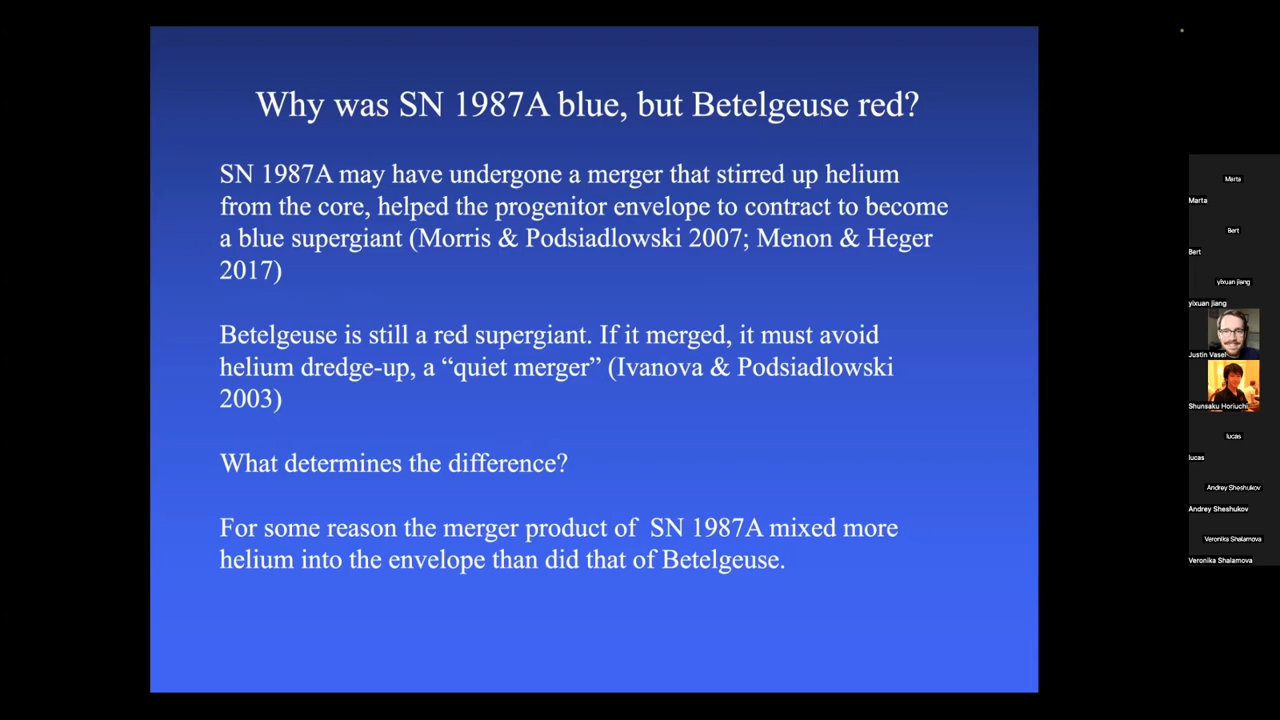 Why was SN 1987A blue, but Betelgeuse red?
SN 1987A may have undergone a merger that stirred up helium
from the core, helped the progenitor envelope to contract to become
a blue supergiant (Morris & Podsiadlowski 2007; Menon & Heger
2017)
Betelgeuse is still a red supergiant. If it merged, it must avoid
helium dredge-up, a “quiet merger” (Ivanova & Podsiadlowski
2003)
What determines the difference?
For some reason the merger product of  SN 1987A mixed more
helium into the envelope than did that of Betelgeuse.
Marta
Marta
Bert
Bert
yixuan jiang
yixuan jiang
Justin Vasel
Shunsaku Horiuchi
lucas
lucas
Andrey Sheshukov
Andrey Sheshukov
Veronika Shalamova
Veronika Shalamova